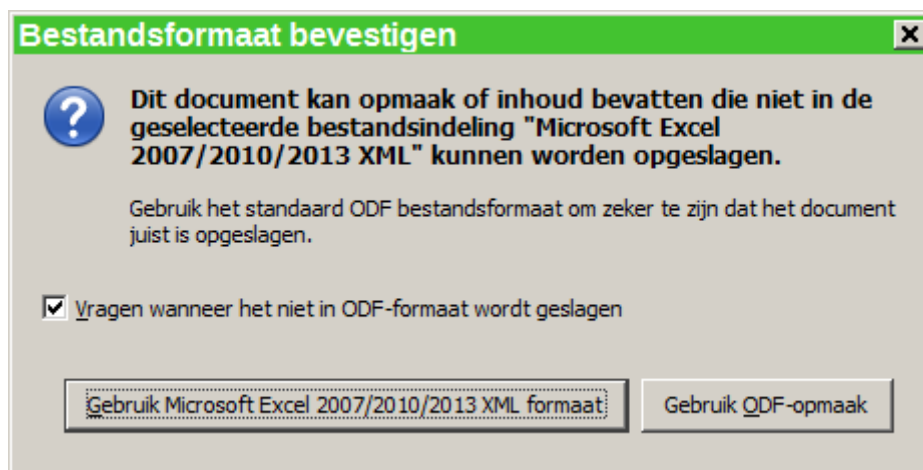 Bestandsformaat bevestigen
Dit document kan opmaak of inhoud bevatten die niet in de
geselecteerde bestandsindeling "Microsoft Excel
2007/2010/2013 XML" kunnen worden opgeslagen.
Gebruik het standaard ODF bestandsformaat om zeker te zijn dat het document
juist is opgeslagen.
Vragen wanneer het niet in ODF-formaat wordt geslagen
Gebruik Microsoft Excel 2007/2010/2013 XML formaat
Gebruik ODF-opmaak